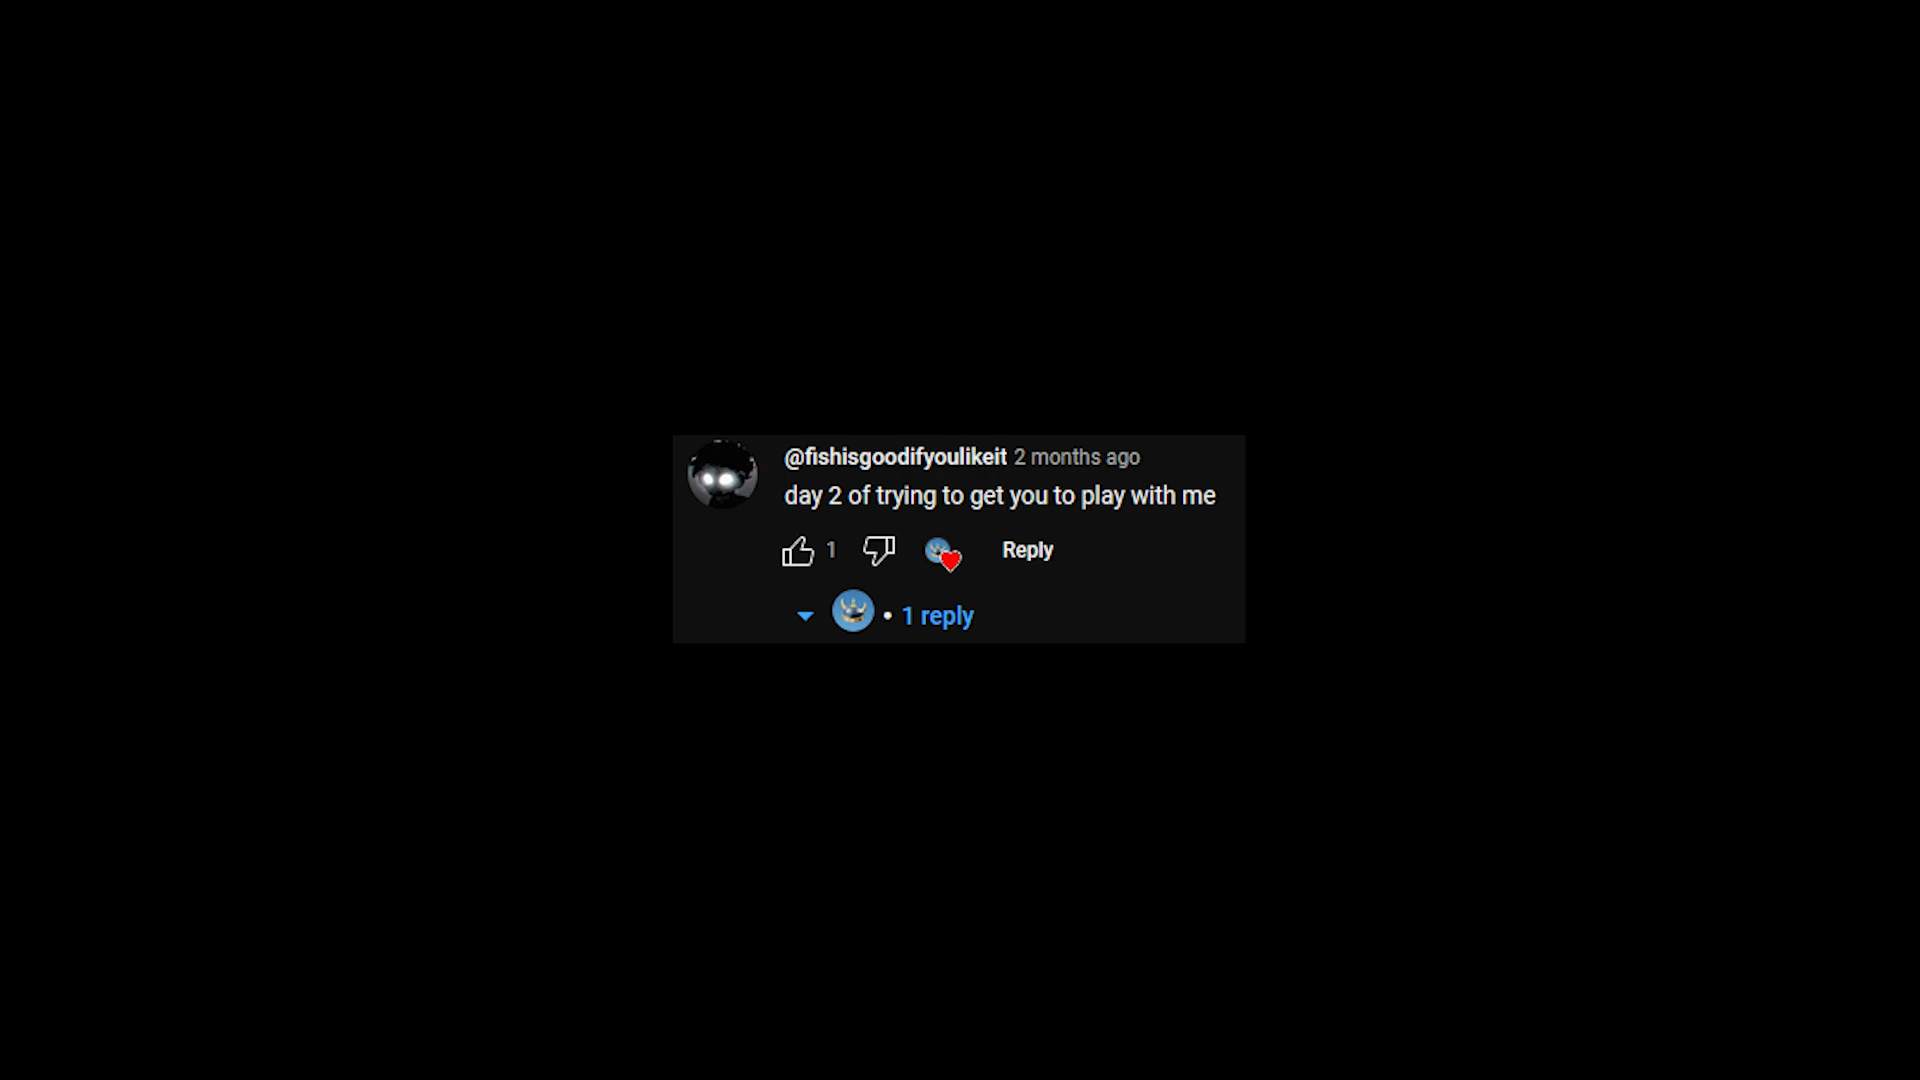 @fishisgoodifyoulikeit 2 months ago
day 2 of trying to get you to play with me
1 Reply
• 1 reply